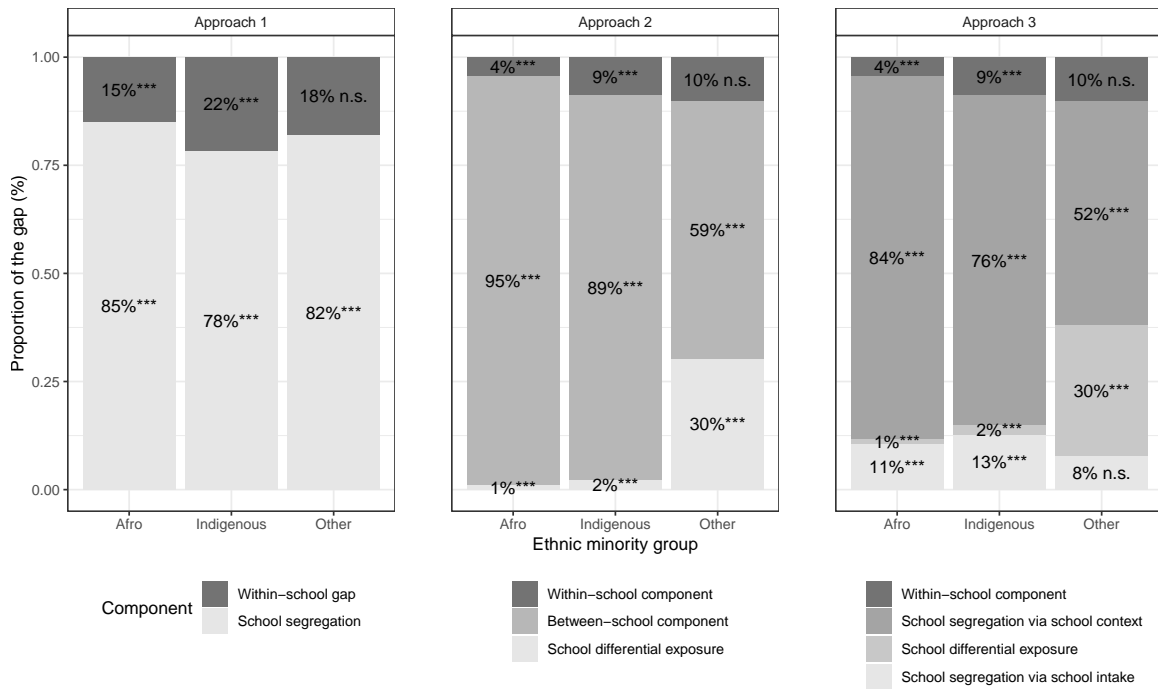 Approach 1
Approach 2
Approach 3
Proportion of the gap (%)
1.00
0.75
0.50
0.25
0.00
15%***
22%***
18% n.s.
85%***
78%***
82%***
4%***
9%***
10% n.s.
95%***
89%***
59%***
30%***
1%***
2%***
4%***
9%***
10% n.s.
84%***
76%***
52%***
30%***
1%***
2%***
11%***
13%***
8% n.s.
Afro
Indigenous
Other
Afro
Indigenous
Other
Afro
Indigenous
Other
Ethnic minority group
Component
Within−school gap
School segregation
Within−school component
Between−school component
School differential exposure
Within−school component
School segregation via school context
School differential exposure
School segregation via school intake